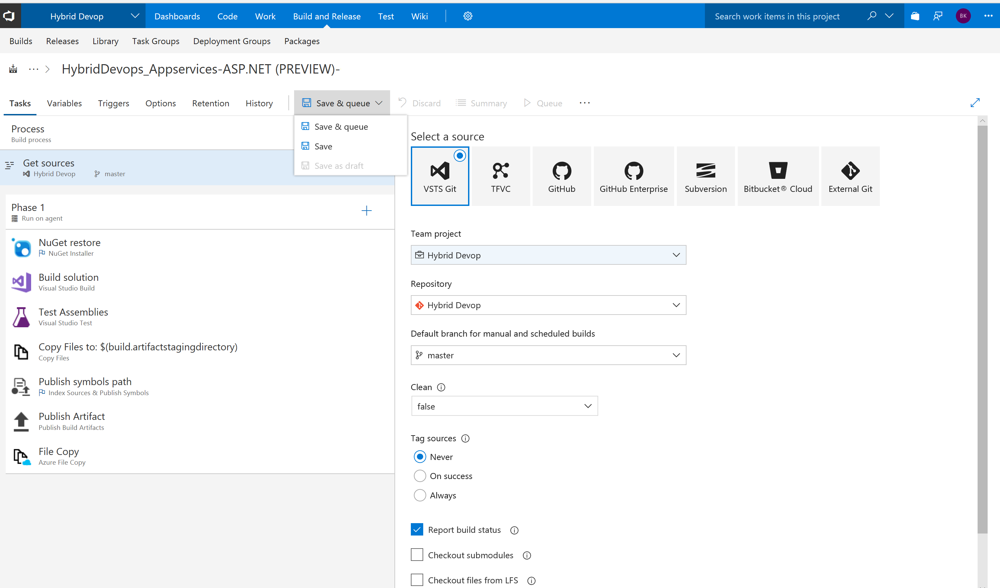 Hybrid Devop
Dashboards
Code
Work
Build and Release
Test
Wiki
Search work items in this project
BK
Builds
Releases
Library
Task Groups
Deployment Groups
Packages
HybridDevops_Appservices-ASP.NET (PREVIEW)-
Tasks
Variables
Triggers
Options
Retention
History
Save & queue
Discard
Summary
Queue
Save & queue
Save
Save as draft
Process
Build process
Get sources
Hybrid Devop
master
Phase 1
Run on agent
NuGet restore
NuGet Installer
Build solution
Visual Studio Build
Test Assemblies
Visual Studio Test
Copy Files to: $(build.artifactstagingdirectory)
Copy Files
Publish symbols path
Index Sources & Publish Symbols
Publish Artifact
Publish Build Artifacts
File Copy
Azure File Copy
Select a source
VSTS Git
TFVC
GitHub
GitHub Enterprise
Subversion
Bitbucket® Cloud
External Git
Team project
Hybrid Devop
Repository
Hybrid Devop
Default branch for manual and scheduled builds
master
Clean
false
Tag sources
Never
On success
Always
Report build status
Checkout submodules
Checkout files from LFS